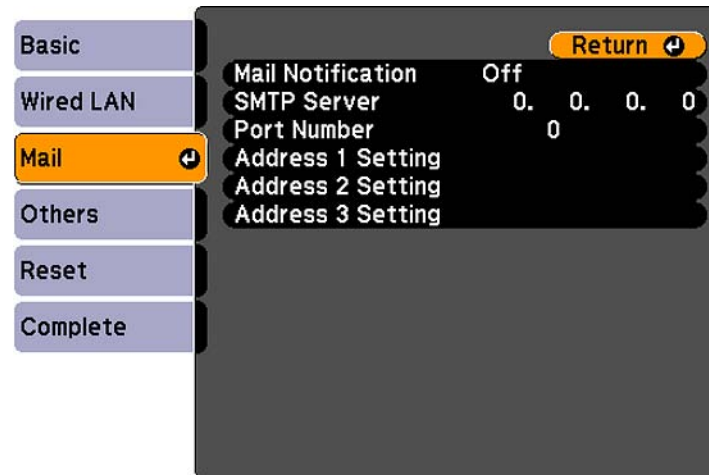 Basic
Wired LAN
Mail
Others
Reset
Complete
Return
Mail Notification Off
SMTP Server 0. 0. 0. 0
Port Number 0
Address 1 Setting
Address 2 Setting
Address 3 Setting